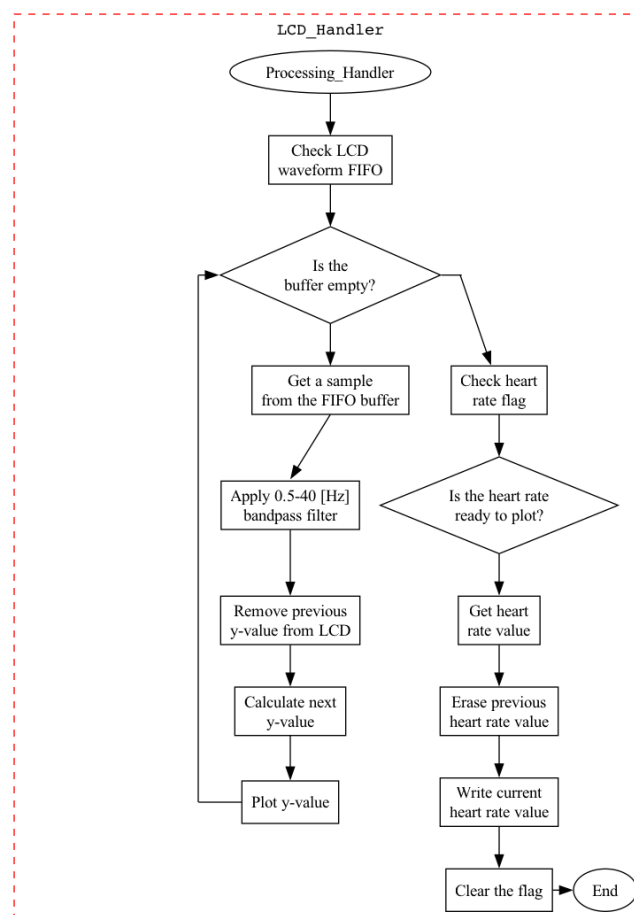 LCD_Handler
Processing_Handler
Check LCD
waveform FIFO
Is the
buffer empty?
Get a sample
from the FIFO buffer
Check heart
rate flag
Apply 0.5-40 [Hz]
bandpass filter
Is the heart rate
ready to plot?
Remove previous
y-value from LCD
Get heart
rate value
Calculate next
y-value
Erase previous
heart rate value
Plot y-value
Write current
heart rate value
Clear the flag
End